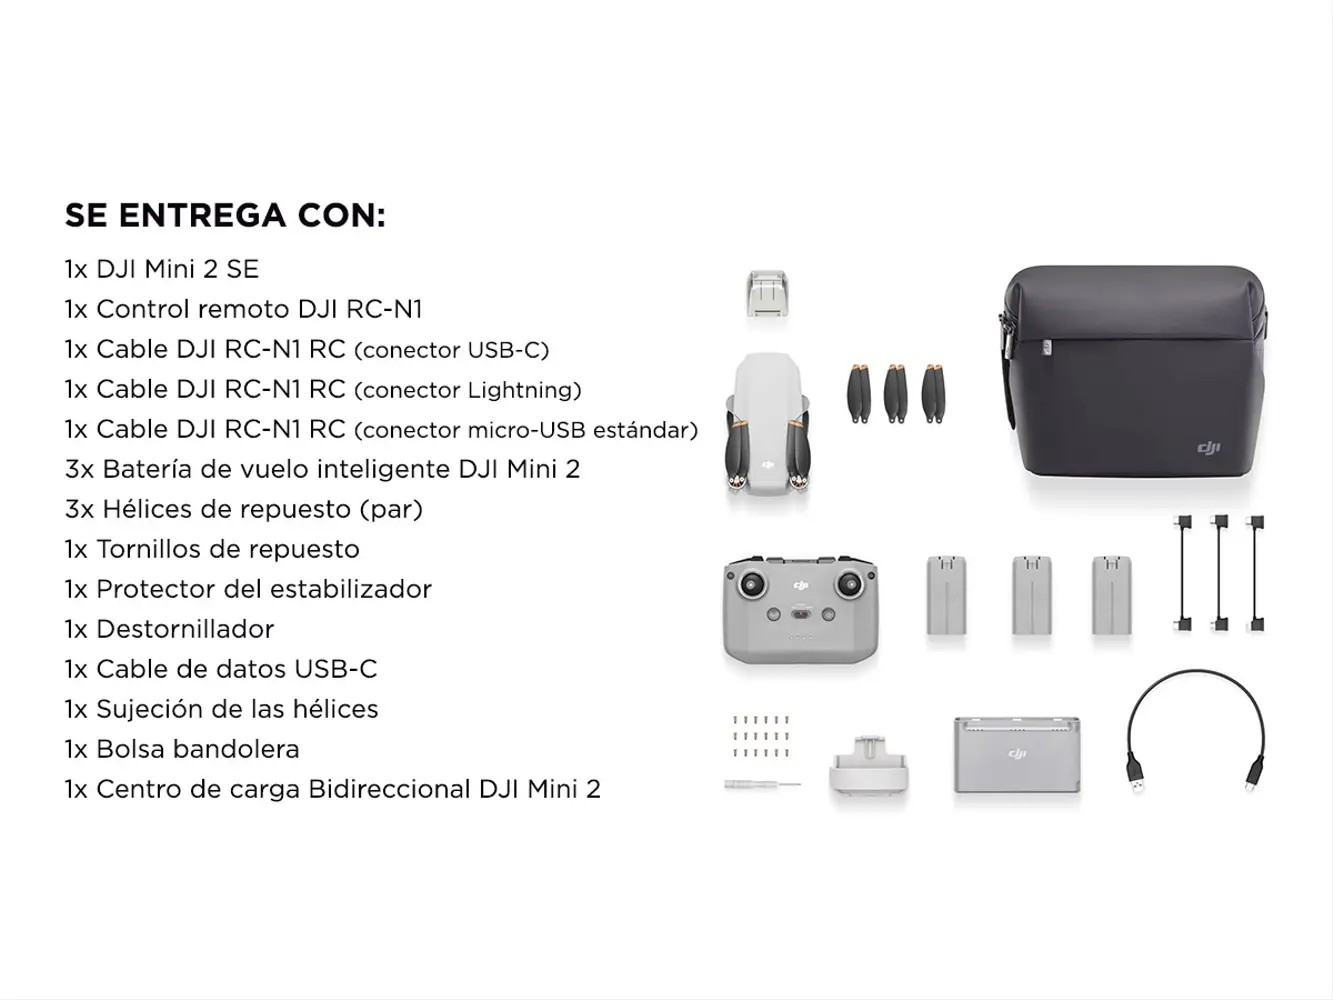 SE ENTREGA CON:
1x DJI Mini 2 SE
1x Control remoto DJI RC-N1
1x Cable DJI RC-N1 RC (conector USB-C)
1x Cable DJI RC-N1 RC (conector Lightning)
1x Cable DJI RC-N1 RC (conector micro-USB estándar)
3x Batería de vuelo inteligente DJI Mini 2
3x Hélices de repuesto (par)
1x Tornillos de repuesto
1x Protector del estabilizador
1x Destornillador
1x Cable de datos USB-C
1x Sujeción de las hélices
1x Bolsa bandolera
1x Centro de carga Bidireccional DJI Mini 2
dji
dji
dji
dji